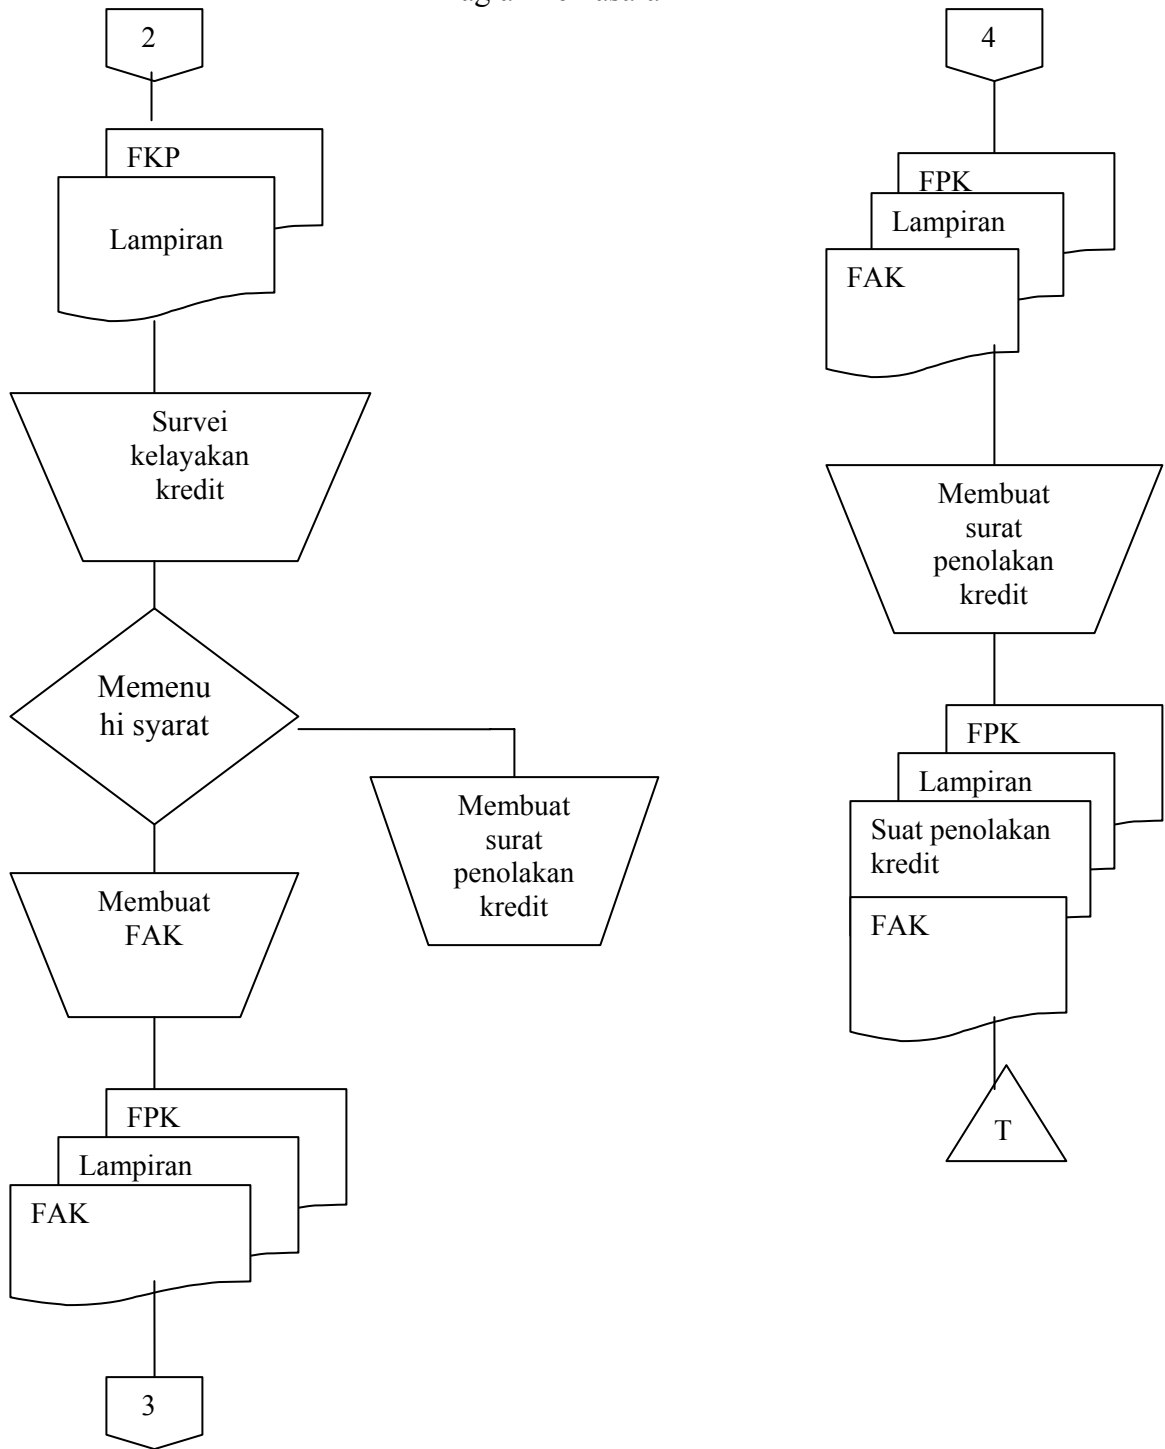 2
FKP
Lampiran
Survei
kelayakan
kredit
Memenu
hi syarat
Membuat
surat
penolakan
kredit
Membuat
FAK
FPK
Lampiran
FAK
3
4
FPK
Lampiran
FAK
Membuat
surat
penolakan
kredit
FPK
Lampiran
Suat penolakan
kredit
FAK
T